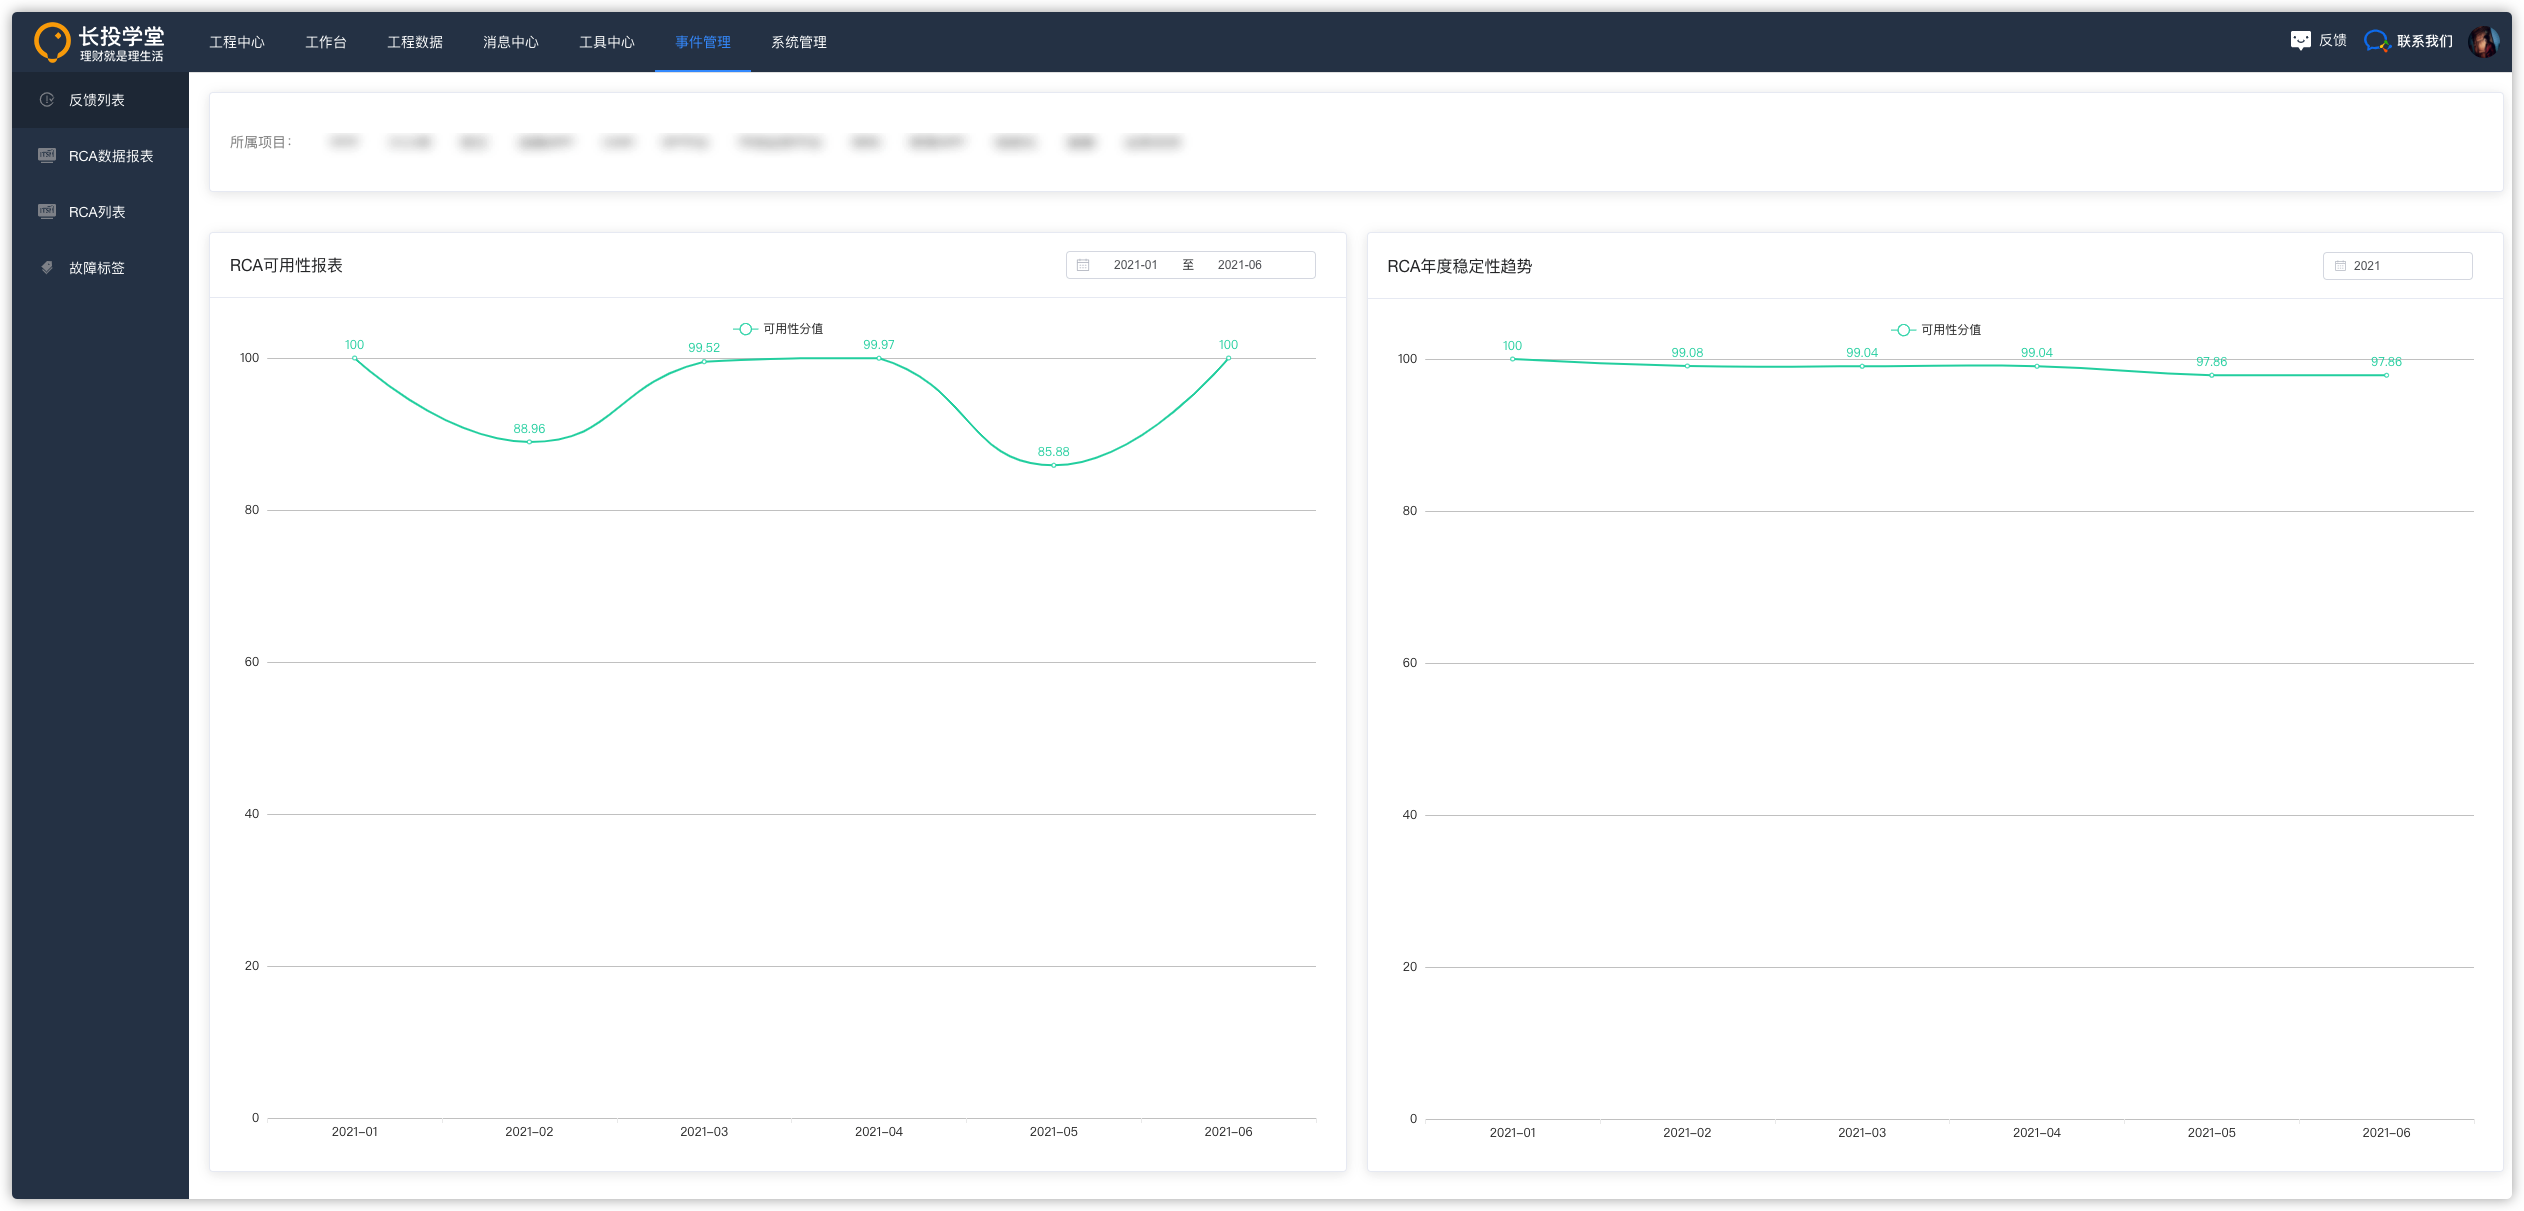 长投学堂
理财就是理生活
工程中心 工作台 工程数据 消息中心 工具中心 事件管理 系统管理
反馈 联系我们
反馈列表
RCA数据报表
RCA列表
故障标签
所属项目：
RCA可用性报表
2021-01 至 2021-06
可用性分值
100 88.96 99.52 99.97 85.88 100
100
80
60
40
20
0
2021-01 2021-02 2021-03 2021-04 2021-05 2021-06
RCA年度稳定性趋势
2021
可用性分值
100 99.08 99.04 99.04 97.86 97.86
100
80
60
40
20
0
2021-01 2021-02 2021-03 2021-04 2021-05 2021-06